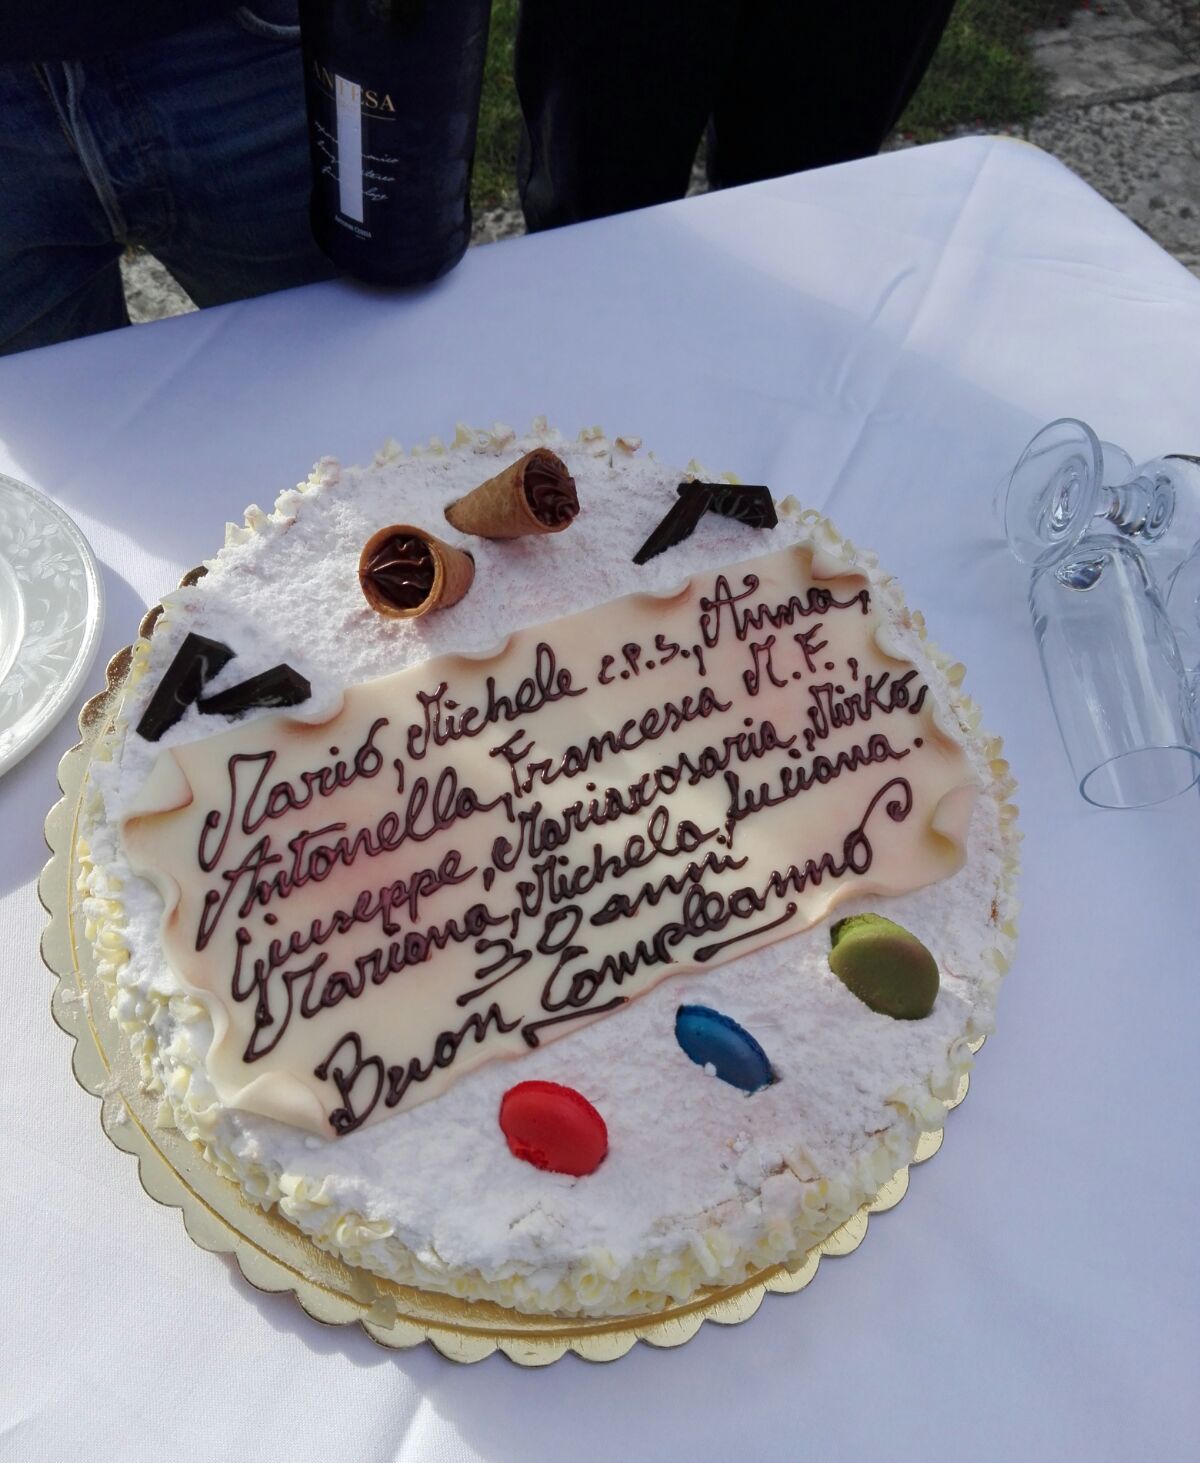 ANTESA
Mario, Michele c.p.s., Anna,
Antonella, Francesca M.F.,
Giuseppe, Mariarosaria, Mirko,
Mariana, Michela, Luciana.
30 anni
Buon Compleanno